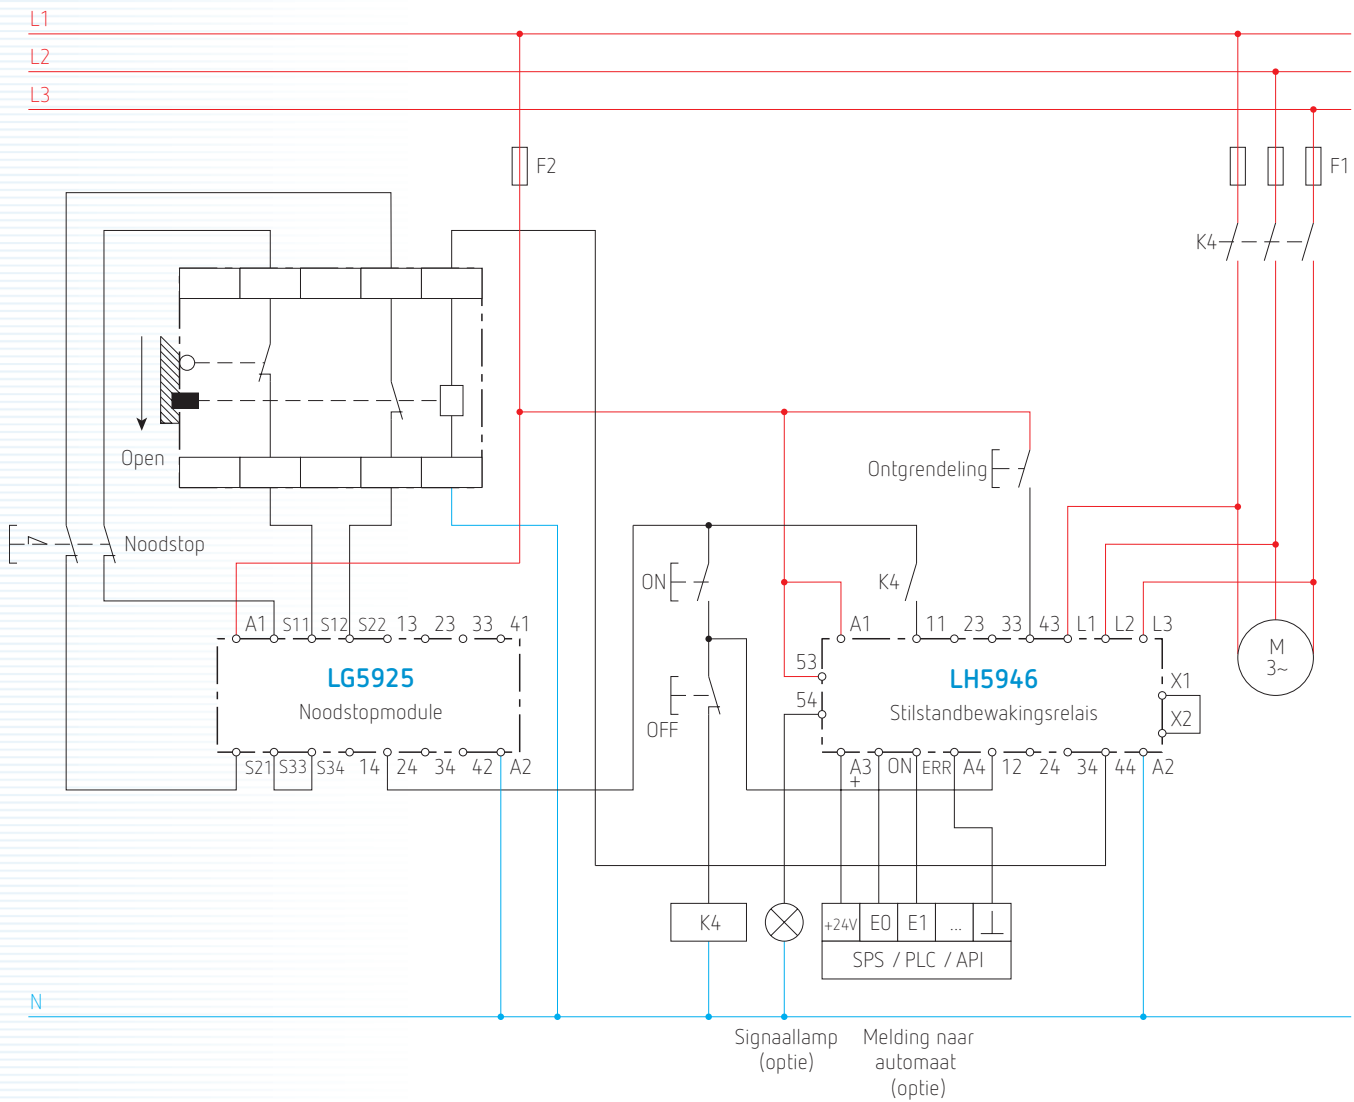 L1
L2
L3
F2
F1
K4
Open
Ontgrendeling
Noodstop
ON
K4
A1 S11 S12 S22 13 23 33 41
A1 11 23 33 43 L1 L2 L3
LG5925
Noodstopmodule
53
54
LH5946
Stilstandbewakingsrelais
M
3~
X1
X2
OFF
S21 S33 S34 14 24 34 42 A2
A3 ON ERR A4 12 24 34 44 A2
+
K4
+24V E0 E1 ...
SPS / PLC / API
N
Signaallamp
(optie)
Melding naar
automaat
(optie)